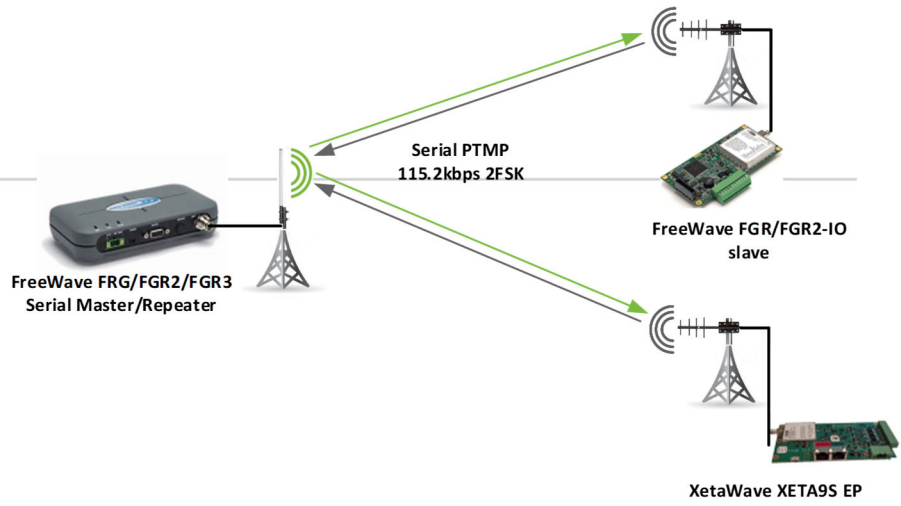 Serial PTMP
115.2kbps 2FSK
FreeWave FGR/FGR2-IO
slave
FreeWave FRG/FGR2/FGR3
Serial Master/Repeater
XetaWave XETA9S EP